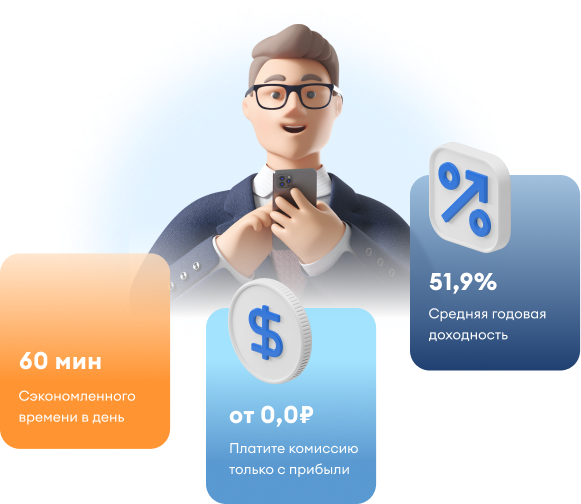 51,9%
Средняя годовая
доходность
60 мин
Сэкономленного
времени в день
$
от 0,0₽
Платите комиссию
только с прибыли